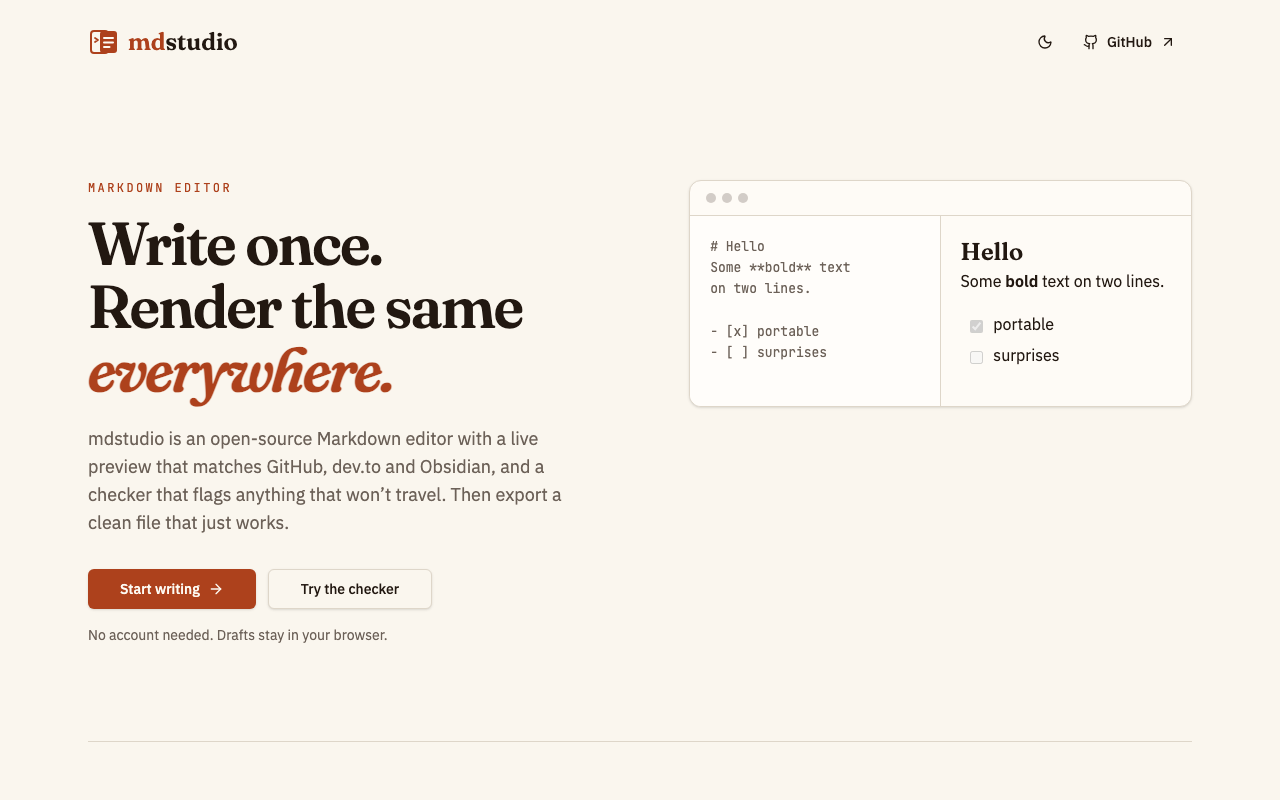 mdstudio
GitHub
MARKDOWN EDITOR
Write once.
Render the same
everywhere.
mdstudio is an open-source Markdown editor with a live
preview that matches GitHub, dev.to and Obsidian, and a
checker that flags anything that won’t travel. Then export a
clean file that just works.
Start writing
Try the checker
No account needed. Drafts stay in your browser.
# Hello
Some **bold** text
on two lines.
- [x] portable
- [ ] surprises
Hello
Some bold text on two lines.
portable
surprises